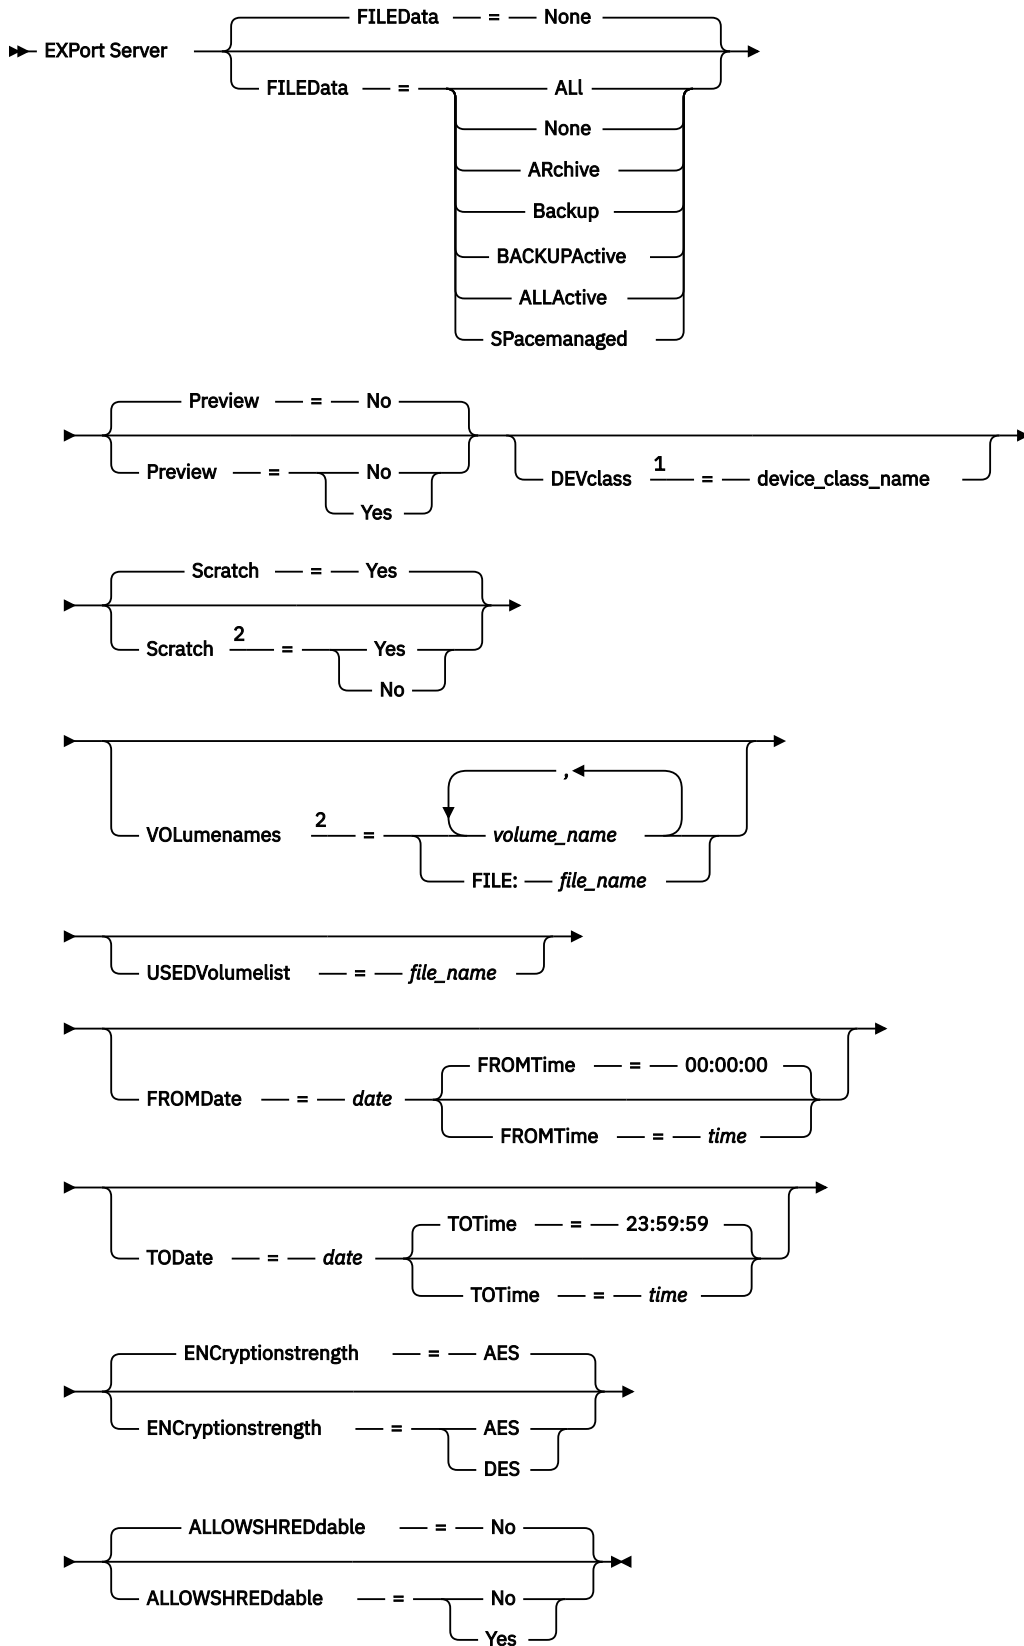 FILEData = None
EXPort Server
FILEData = ALl
None
ARchive
Backup
BACKUPActive
ALLActive
SPacemanaged
Preview = No
Preview = No
Yes
DEVclass 1 = device_class_name
Scratch = Yes
Scratch 2 = Yes
No
,
VOLumenames 2 = volume_name
FILE: file_name
USEDVolumelist = file_name
FROMTime = 00:00:00
FROMDate = date
FROMTime = time
TOTime = 23:59:59
TODate = date
TOTime = time
ENCryptionstrength = AES
ENCryptionstrength = AES
DES
ALLOWSHREDdable = No
ALLOWSHREDdable = No
Yes